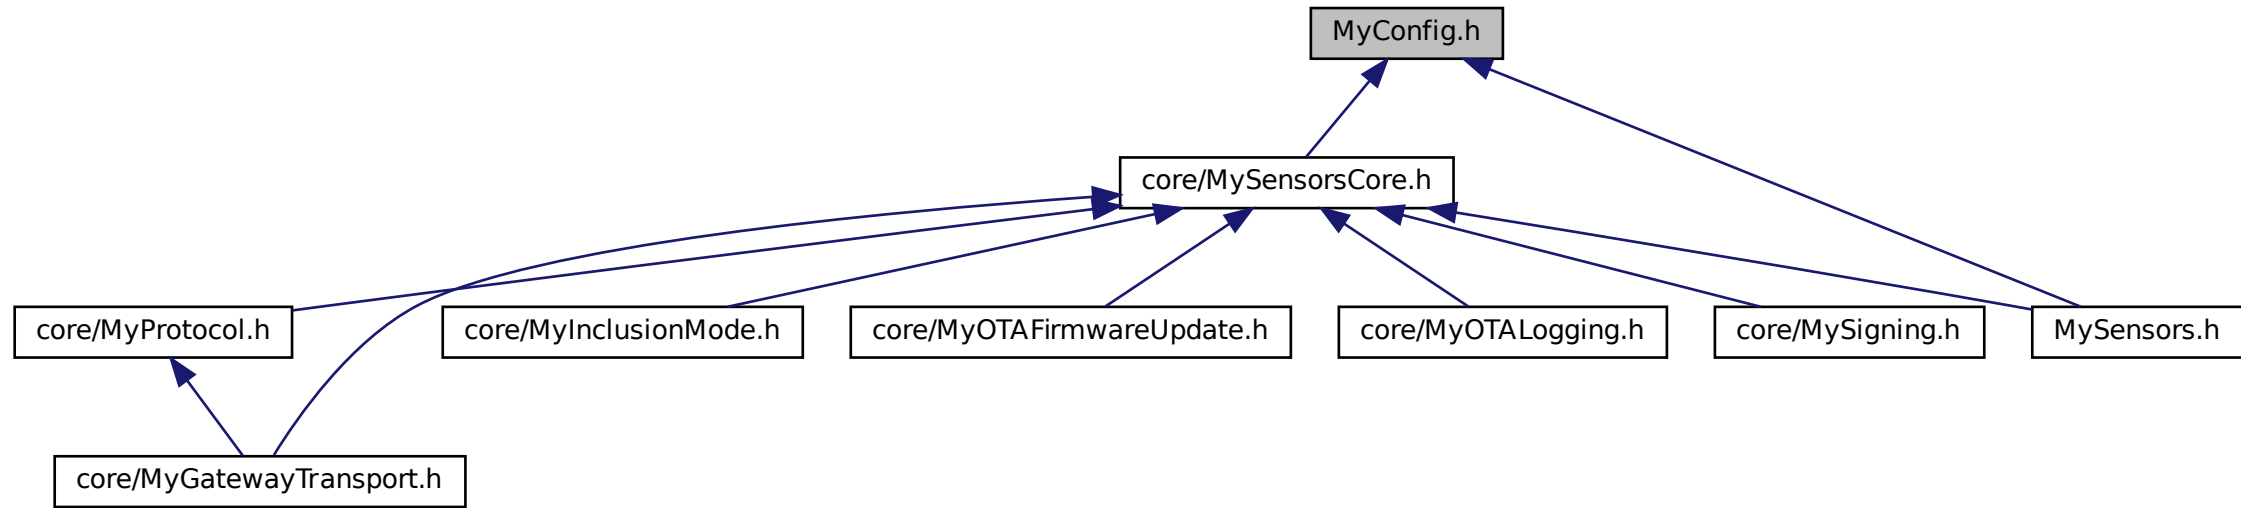 MyConfig.h
core/MySensorsCore.h
core/MyProtocol.h
core/MyInclusionMode.h
core/MyOTAFirmwareUpdate.h
core/MyOTALogging.h
core/MySigning.h
MySensors.h
core/MyGatewayTransport.h